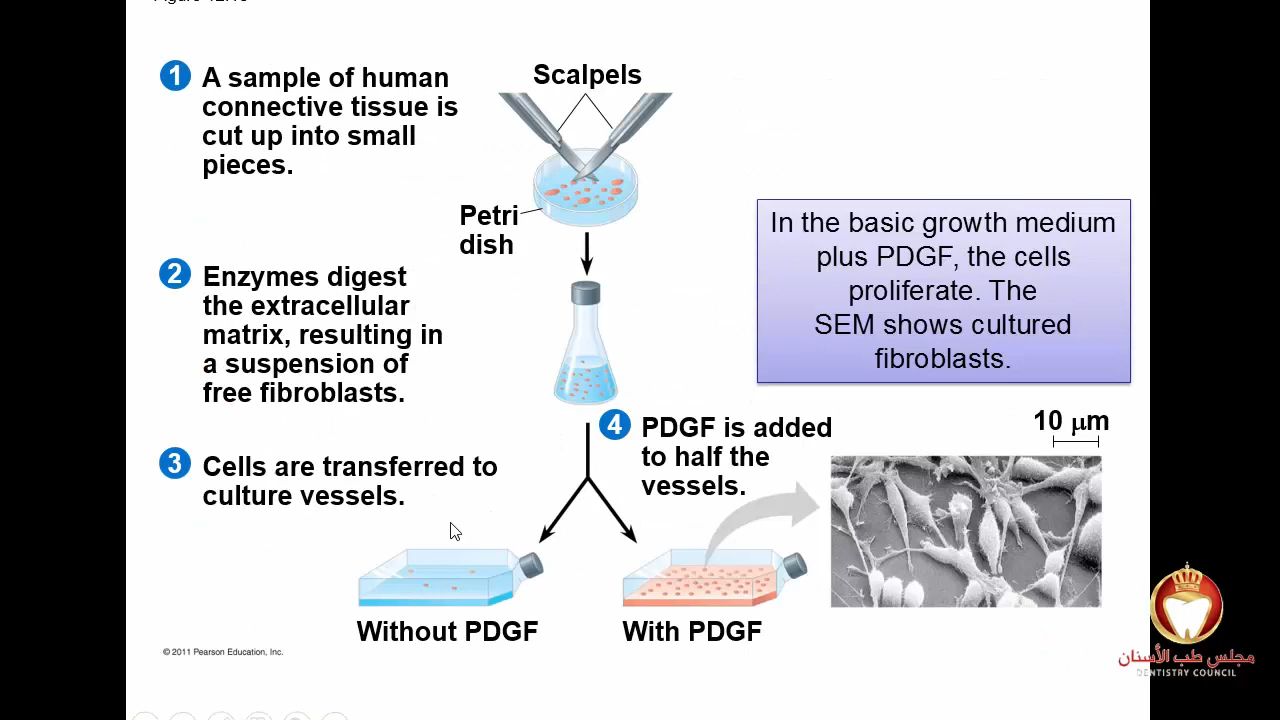 1 A sample of human
connective tissue is
cut up into small
pieces.
Scalpels
Petri
dish
2 Enzymes digest
the extracellular
matrix, resulting in
a suspension of
free fibroblasts.
In the basic growth medium
plus PDGF, the cells
proliferate. The
SEM shows cultured
fibroblasts.
3 Cells are transferred to
culture vessels.
4 PDGF is added
to half the
vessels.
10 μm
Without PDGF
With PDGF
© 2011 Pearson Education, Inc.
مجلس طب الأسنان
DENTISTRY COUNCIL